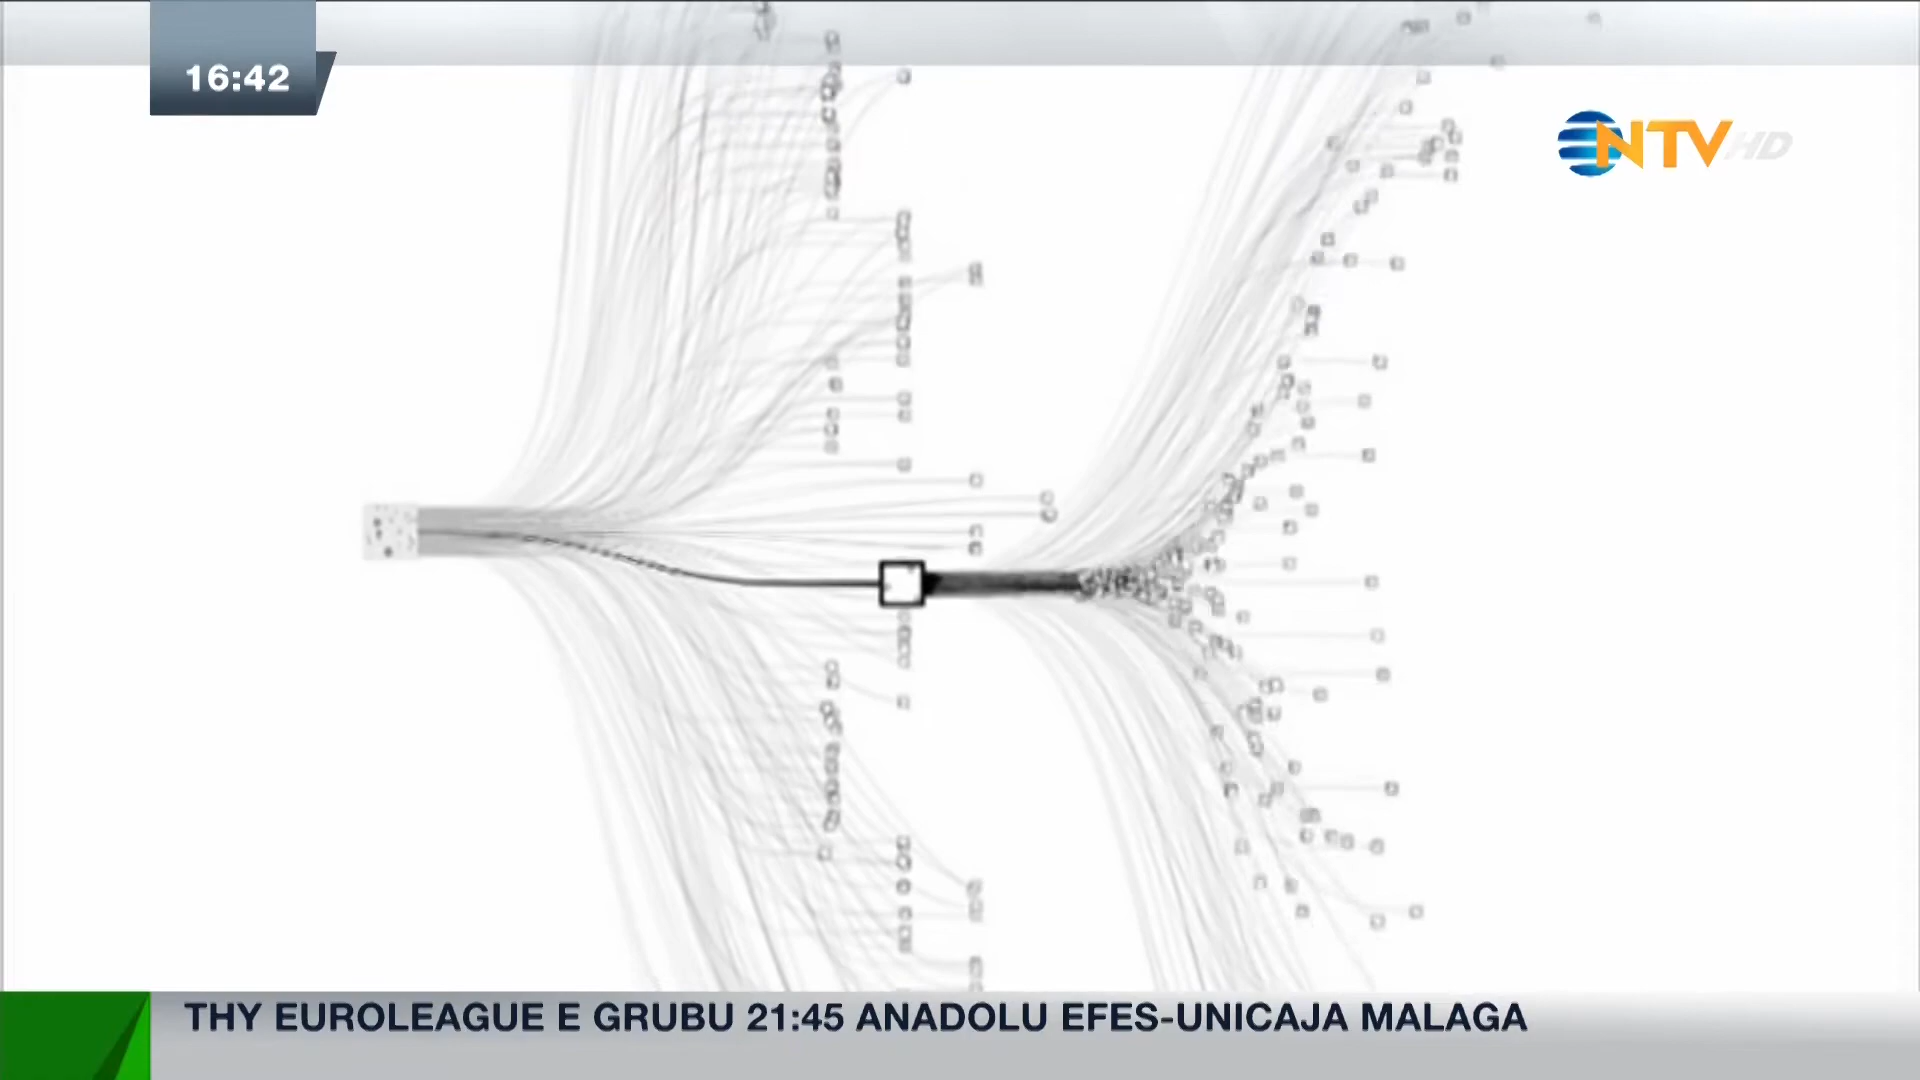 16:42
NTV HD
THY EUROLEAGUE E GRUBU 21:45 ANADOLU EFES-UNICAJA MALAGA